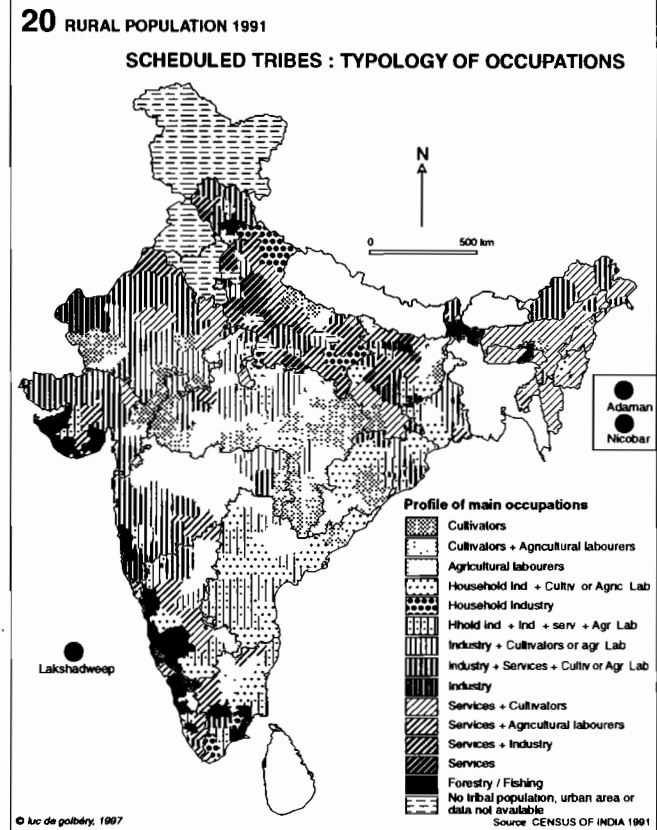 20 RURAL POPULATION 1991
SCHEDULED TRIBES : TYPOLOGY OF OCCUPATIONS
N
0 500 km
Adaman
Nicobar
Lakshadweep
Profile of main occupations
Cultivators
Cultivators + Agricultural labourers
Agricultural labourers
Household Ind + Cultiv or Agric Lab
Household Industry
Hhold ind + Ind + serv + Agr Lab
Industry + Cultivators or agr Lab
Industry + Services + Cultiv or Agr Lab
Industry
Services + Cultivators
Services + Agricultural labourers
Services + Industry
Services
Forestry / Fishing
No tribal population, urban area or
data not available
© luc de golbéry, 1997
Source CENSUS OF INDIA 1991